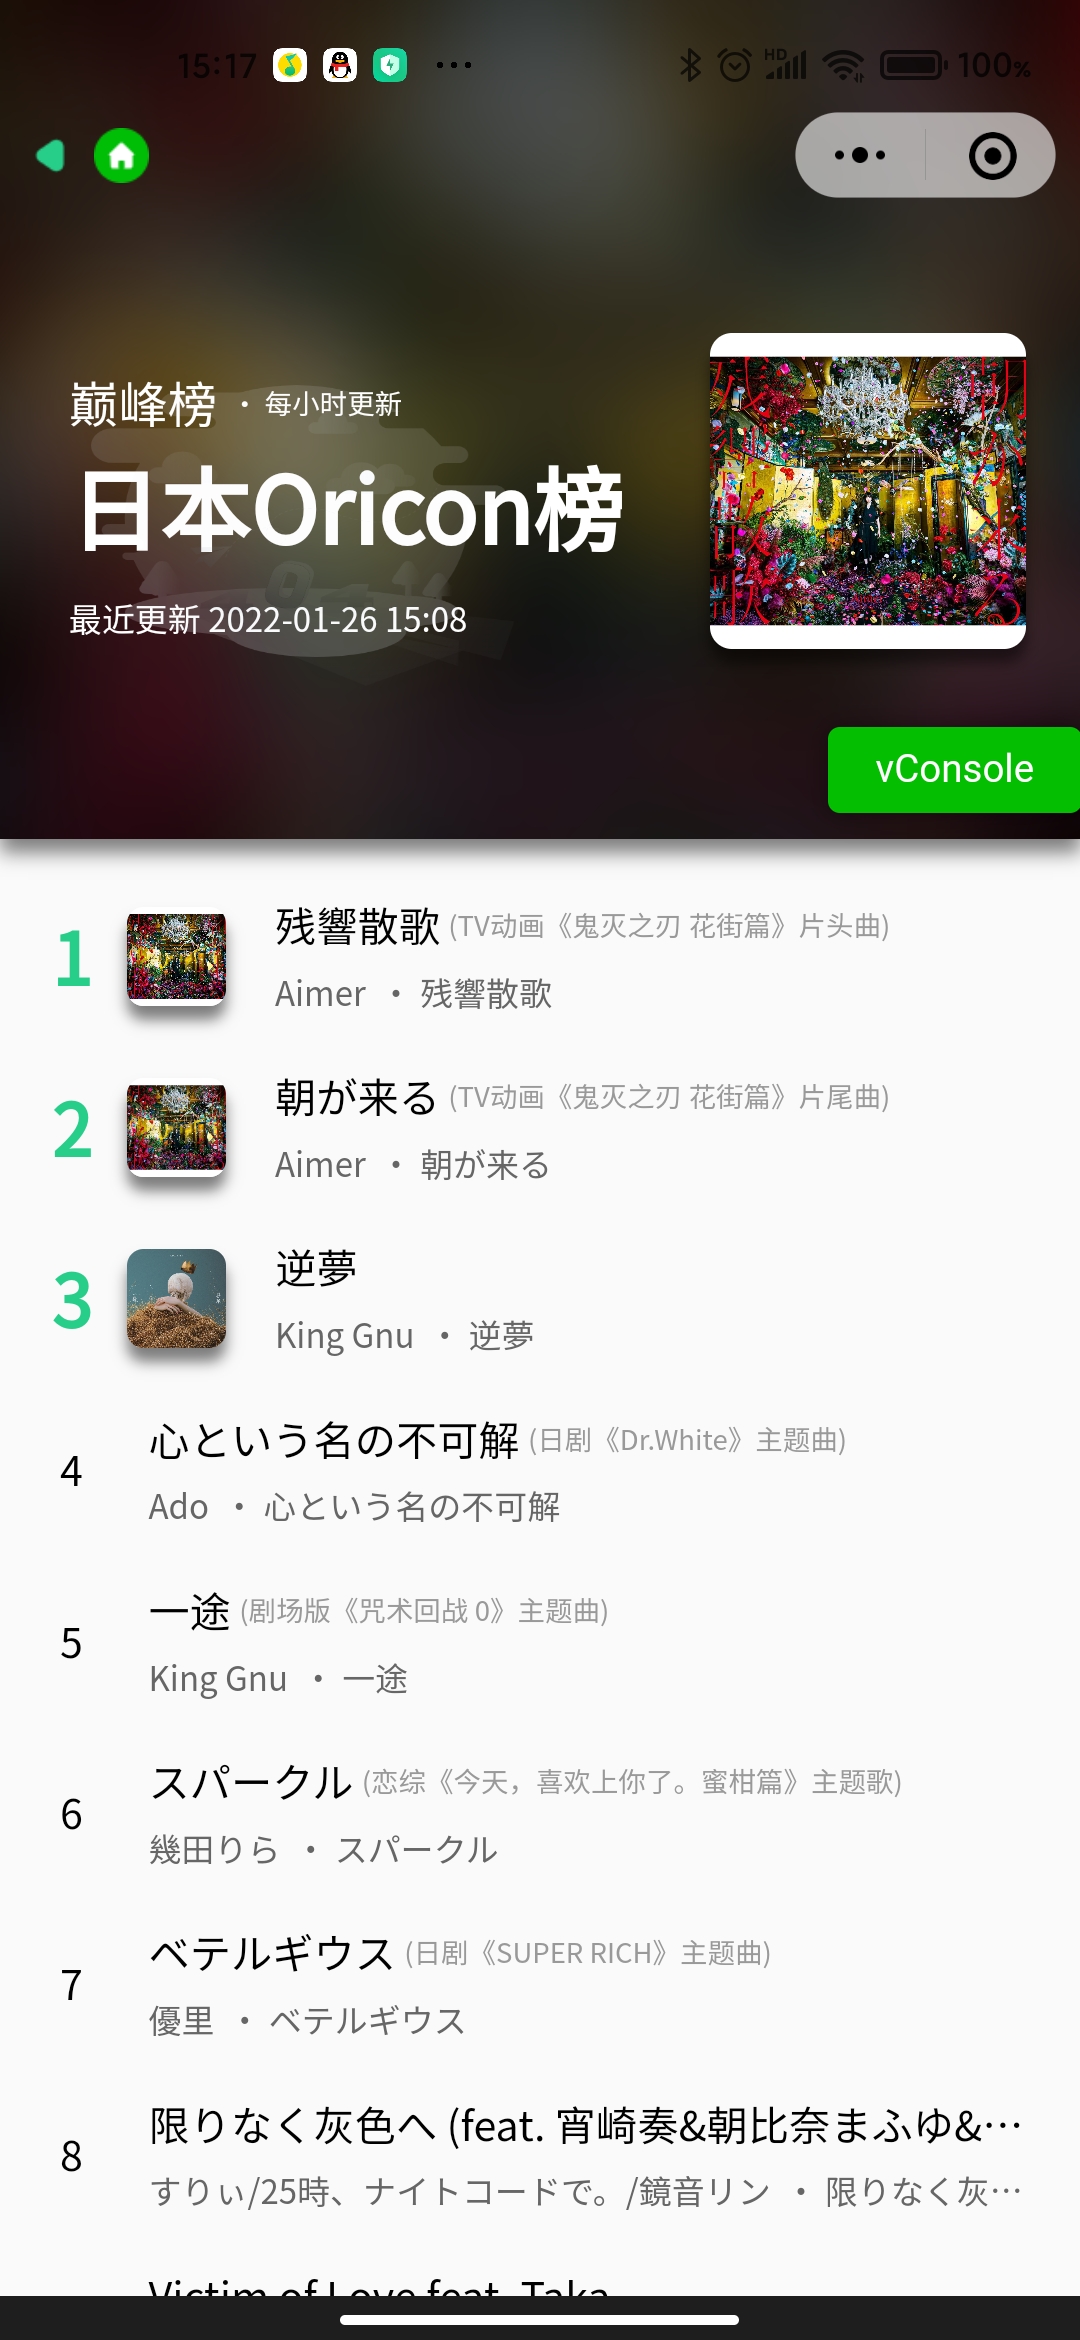 15:17 HD 100%
巅峰榜 · 每小时更新
日本Oricon榜
最近更新 2022-01-26 15:08
vConsole
1 残響散歌 (TV动画《鬼灭之刃 花街篇》片头曲)
Aimer · 残響散歌
2 朝が来る (TV动画《鬼灭之刃 花街篇》片尾曲)
Aimer · 朝が来る
3 逆夢
King Gnu · 逆夢
4 心という名の不可解 (日剧《Dr.White》主题曲)
Ado · 心という名の不可解
5 一途 (剧场版《咒术回战 0》主题曲)
King Gnu · 一途
6 スパークル (恋综《今天，喜欢上你了。蜜柑篇》主题歌)
幾田りら · スパークル
7 ベテルギウス (日剧《SUPER RICH》主题曲)
優里 · ベテルギウス
8 限りなく灰色へ (feat. 宵崎奏&朝比奈まふゆ&…
すりぃ/25時、ナイトコードで。/鏡音リン · 限りなく灰…
Victim of Love feat. Taka